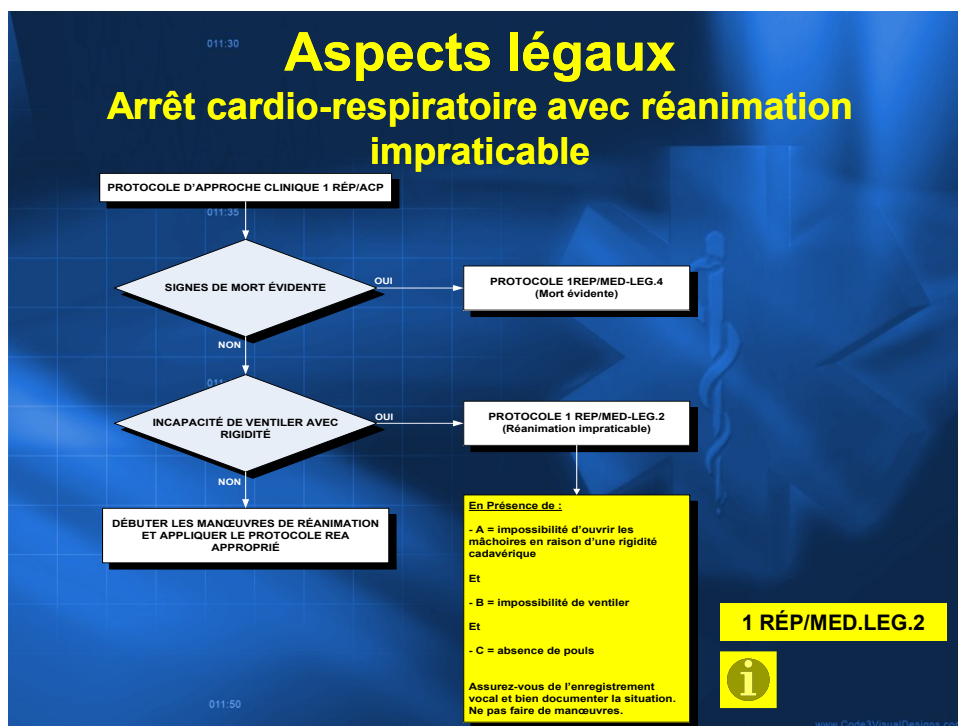 011:30
Aspects légaux
Arrêt cardio-respiratoire avec réanimation
impraticable
PROTOCOLE D'APPROCHE CLINIQUE 1 RÉP/ACP
011:35
SIGNES DE MORT ÉVIDENTE
OUI
PROTOCOLE 1REP/MED-LEG.4
(Mort évidente)
NON
INCAPACITÉ DE VENTILER AVEC
RIGIDITÉ
OUI
PROTOCOLE 1 REP/MED-LEG.2
(Réanimation impraticable)
NON
DÉBUTER LES MANŒUVRES DE RÉANIMATION
ET APPLIQUER LE PROTOCOLE REA
APPROPRIÉ
En Présence de :
- A = impossibilité d'ouvrir les
mâchoires en raison d'une rigidité
cadavérique
Et
- B = impossibilité de ventiler
Et
- C = absence de pouls
Assurez-vous de l'enregistrement
vocal et bien documenter la situation.
Ne pas faire de manœuvres.
1 RÉP/MED.LEG.2
i
011:50